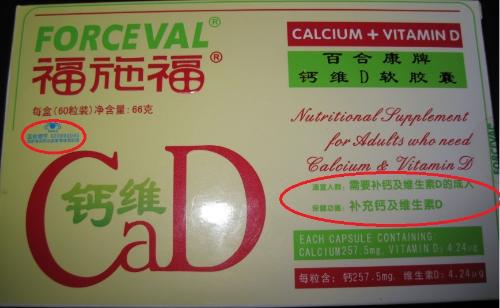 FORCEVAL®
福施福®
每盒(60粒装)净含量:66克
钙维
CaD
CALCIUM + VITAMIN D
百合康牌
钙维D软胶囊
Nutritional Supplement
for Adults who need
Calcium & Vitamin D
适宜人群: 需要补钙及维生素D的成人
保健功能: 补充钙及维生素D
EACH CAPSULE CONTAINING:
CALCIUM257.5mg, VITAMIN D₃ 4.24μg
每粒含: 钙257.5mg, 维生素D₃ 4.24μg
FORCEVAL